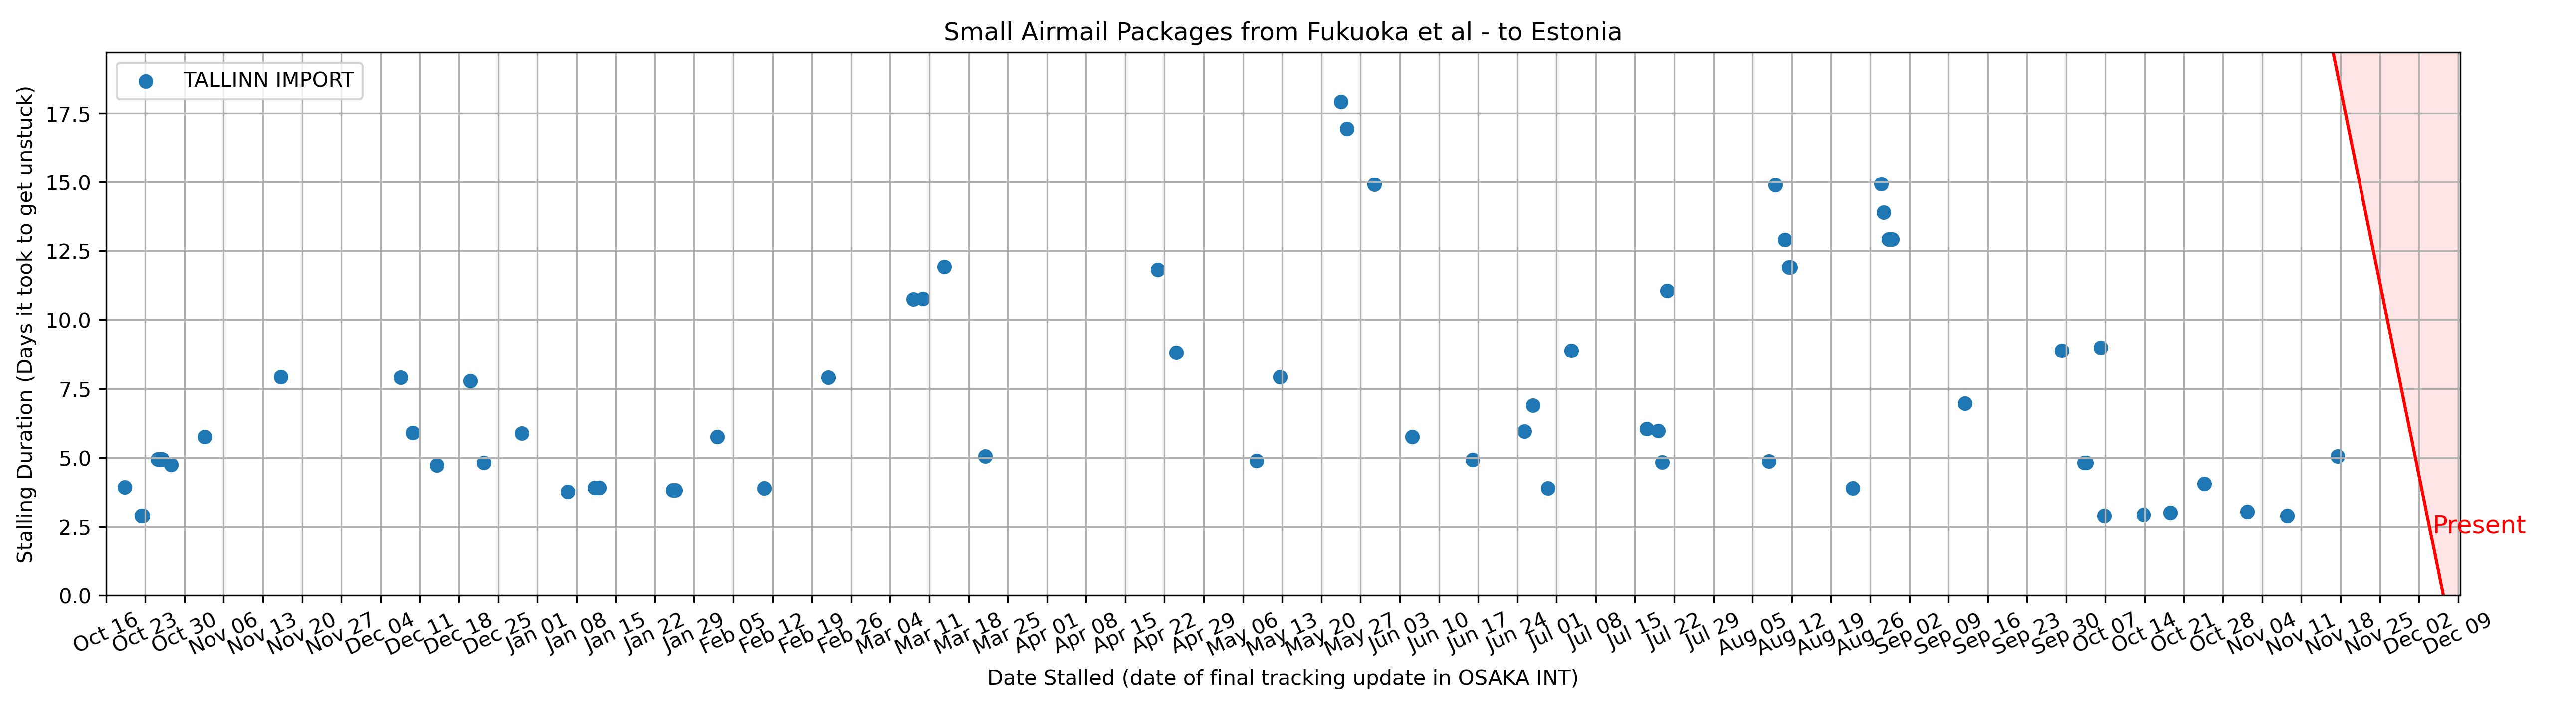 Small Airmail Packages from Fukuoka et al - to Estonia
TALLINN IMPORT
Stalling Duration (Days it took to get unstuck)
17.5
15.0
12.5
10.0
7.5
5.0
2.5
0.0
Present
Oct 16
Oct 23
Oct 30
Nov 06
Nov 13
Nov 20
Nov 27
Dec 04
Dec 11
Dec 18
Dec 25
Jan 01
Jan 08
Jan 15
Jan 22
Jan 29
Feb 05
Feb 12
Feb 19
Feb 26
Mar 04
Mar 11
Mar 18
Mar 25
Apr 01
Apr 08
Apr 15
Apr 22
Apr 29
May 06
May 13
May 20
May 27
Jun 03
Jun 10
Jun 17
Jun 24
Jul 01
Jul 08
Jul 15
Jul 22
Jul 29
Aug 05
Aug 12
Aug 19
Aug 26
Sep 02
Sep 09
Sep 16
Sep 23
Sep 30
Oct 07
Oct 14
Oct 21
Oct 28
Nov 04
Nov 11
Nov 18
Nov 25
Dec 02
Dec 09
Date Stalled (date of final tracking update in OSAKA INT)